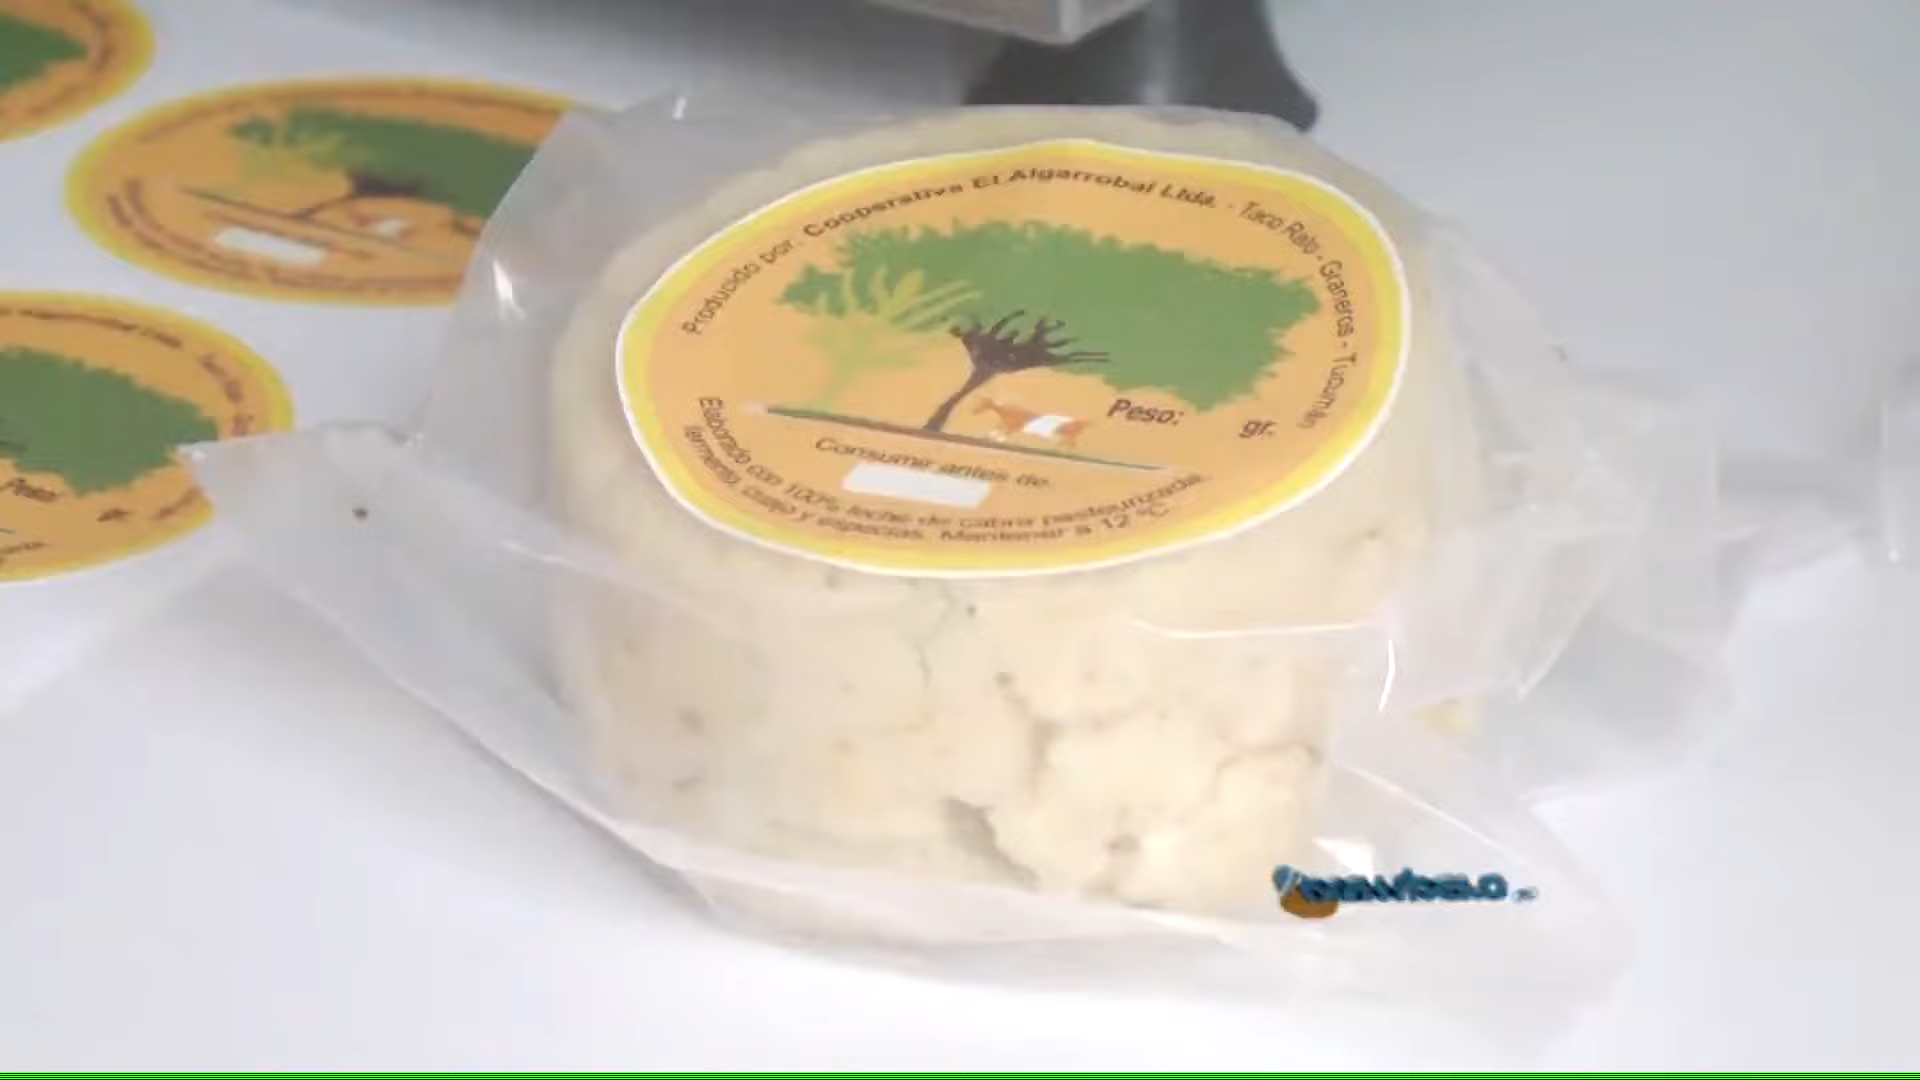 Producido por: Cooperativa El Algarrobal Ltda. - Taco Ralo - Graneros - Tucumán
Peso: gr.
Consumir antes de:
Elaborado con 100% leche de cabra pasteurizada,
fermento, cuajo y especias. Mantener a 12 °C.
Peso: